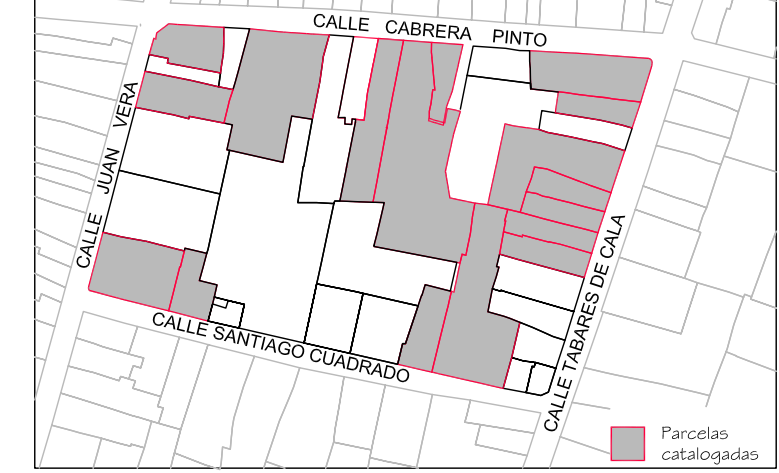 CALLE CABRERA PINTO
CALLE JUAN VERA
CALLE TABARES DE CALA
CALLE SANTIAGO CUADRADO
Parcelas
catalogadas